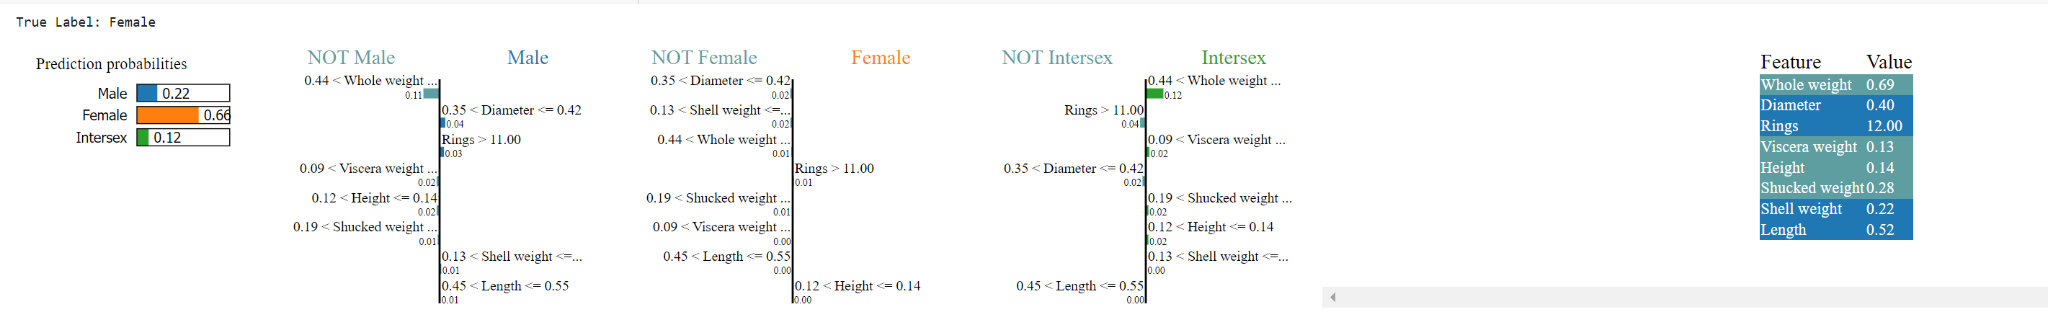 True Label: Female
Prediction probabilities
Male 0.22
Female 0.66
Intersex 0.12
NOT Male Male
0.44 < Whole weight ...
0.11
0.35 < Diameter <= 0.42
0.04
Rings > 11.00
0.03
0.09 < Viscera weight ...
0.02
0.12 < Height <= 0.14
0.02
0.19 < Shucked weight ...
0.01
0.13 < Shell weight <=...
0.01
0.45 < Length <= 0.55
0.01
NOT Female Female
0.35 < Diameter <= 0.42
0.02
0.13 < Shell weight <=...
0.02
0.44 < Whole weight ...
0.01
Rings > 11.00
0.01
0.19 < Shucked weight ...
0.01
0.09 < Viscera weight ...
0.00
0.45 < Length <= 0.55
0.00
0.12 < Height <= 0.14
0.00
NOT Intersex Intersex
0.44 < Whole weight ...
0.12
Rings > 11.00
0.04
0.09 < Viscera weight ...
0.02
0.35 < Diameter <= 0.42
0.02
0.19 < Shucked weight ...
0.02
0.12 < Height <= 0.14
0.02
0.13 < Shell weight <=...
0.00
0.45 < Length <= 0.55
0.00
Feature Value
Whole weight 0.69
Diameter 0.40
Rings 12.00
Viscera weight 0.13
Height 0.14
Shucked weight 0.28
Shell weight 0.22
Length 0.52